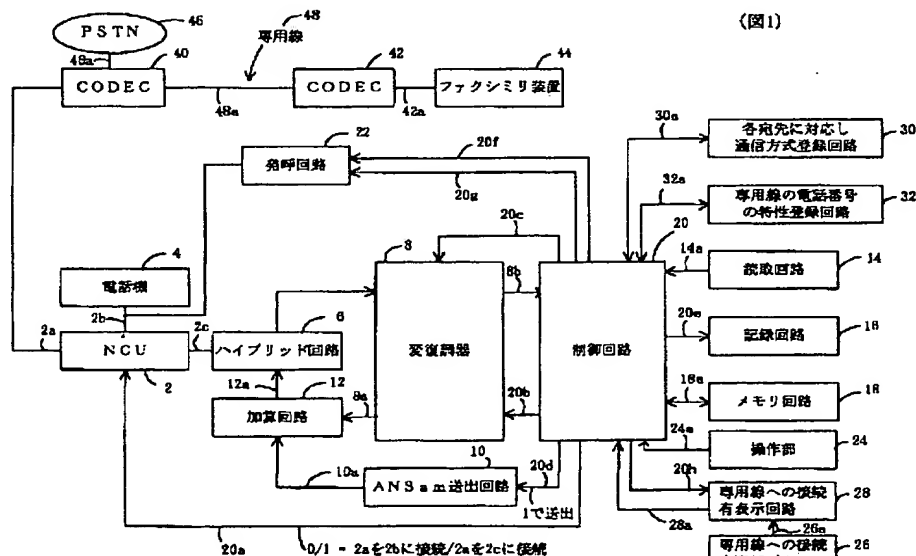 (図1)
PSTN
46
48
専用線
46a
40
42
44
CODEC
CODEC
ファクシミリ装置
48a
42a
22
発呼回路
20f
20g
30a
各宛先に対応し
通信方式登録回路
30
32a
専用線の電話番号
の特性登録回路
32
20c
20
4
電話機
8
8b
14a
読取回路
14
2a
2b
2c
6
NCU
ハイブリッド回路
変復調器
制御回路
20e
記録回路
16
2
12a
12
加算回路
8a
20b
18a
メモリ回路
18
24a
操作部
24
10
20d
20h
10a
ANSam送出回路
1で送出
28a
専用線への接続
有表示回路
28
20a
0/1 = 2aを2bに接続/2aを2cに接続
26a
専用線への接続
26